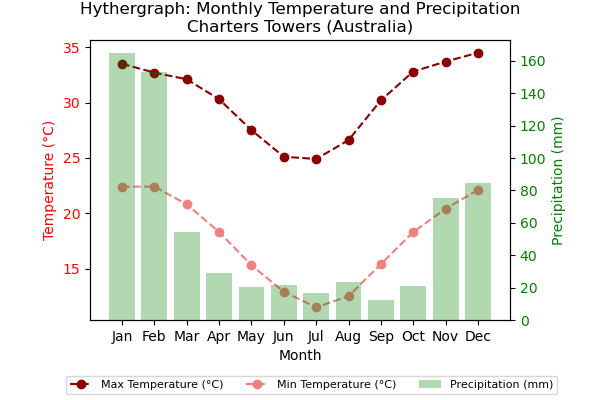 Hythergraph: Monthly Temperature and Precipitation
Charters Towers (Australia)
35
30
25
20
15
Temperature (°C)
160
140
120
100
80
60
40
20
0
Precipitation (mm)
Jan Feb Mar Apr May Jun Jul Aug Sep Oct Nov Dec
Month
Max Temperature (°C) Min Temperature (°C) Precipitation (mm)